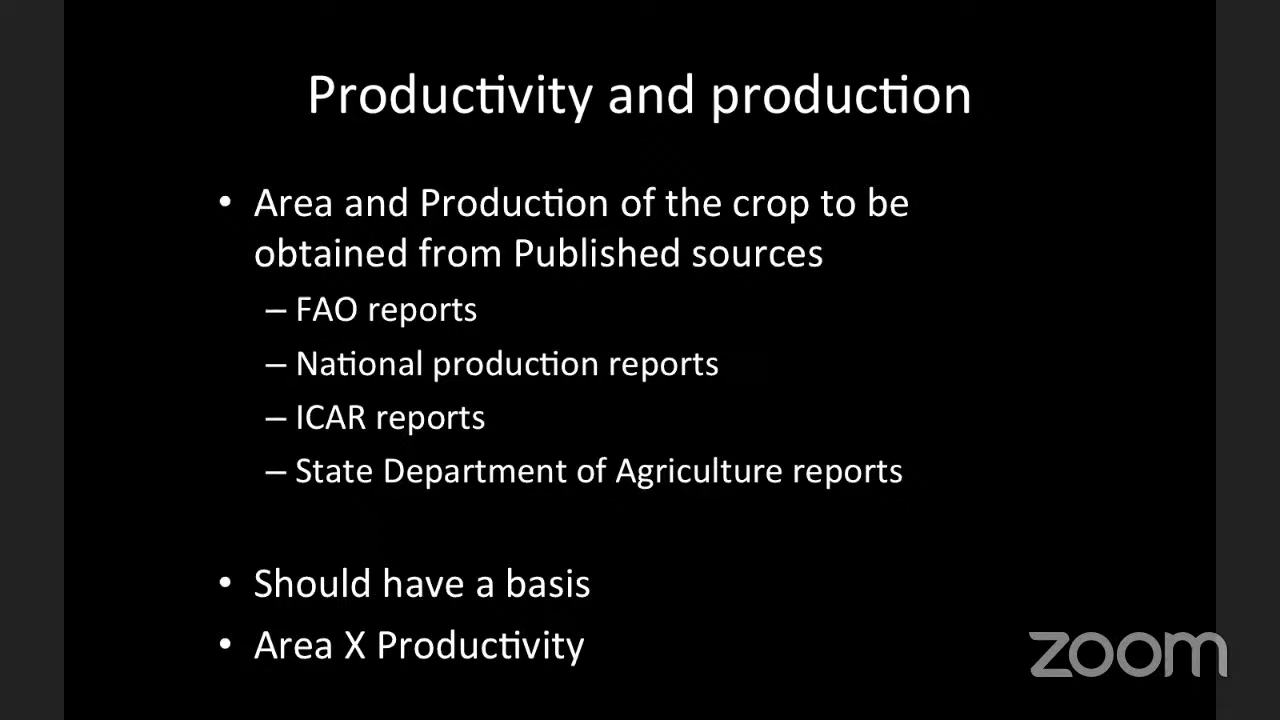 Productivity and production
• Area and Production of the crop to be
obtained from Published sources
– FAO reports
– National production reports
– ICAR reports
– State Department of Agriculture reports
• Should have a basis
• Area X Productivity
zoom